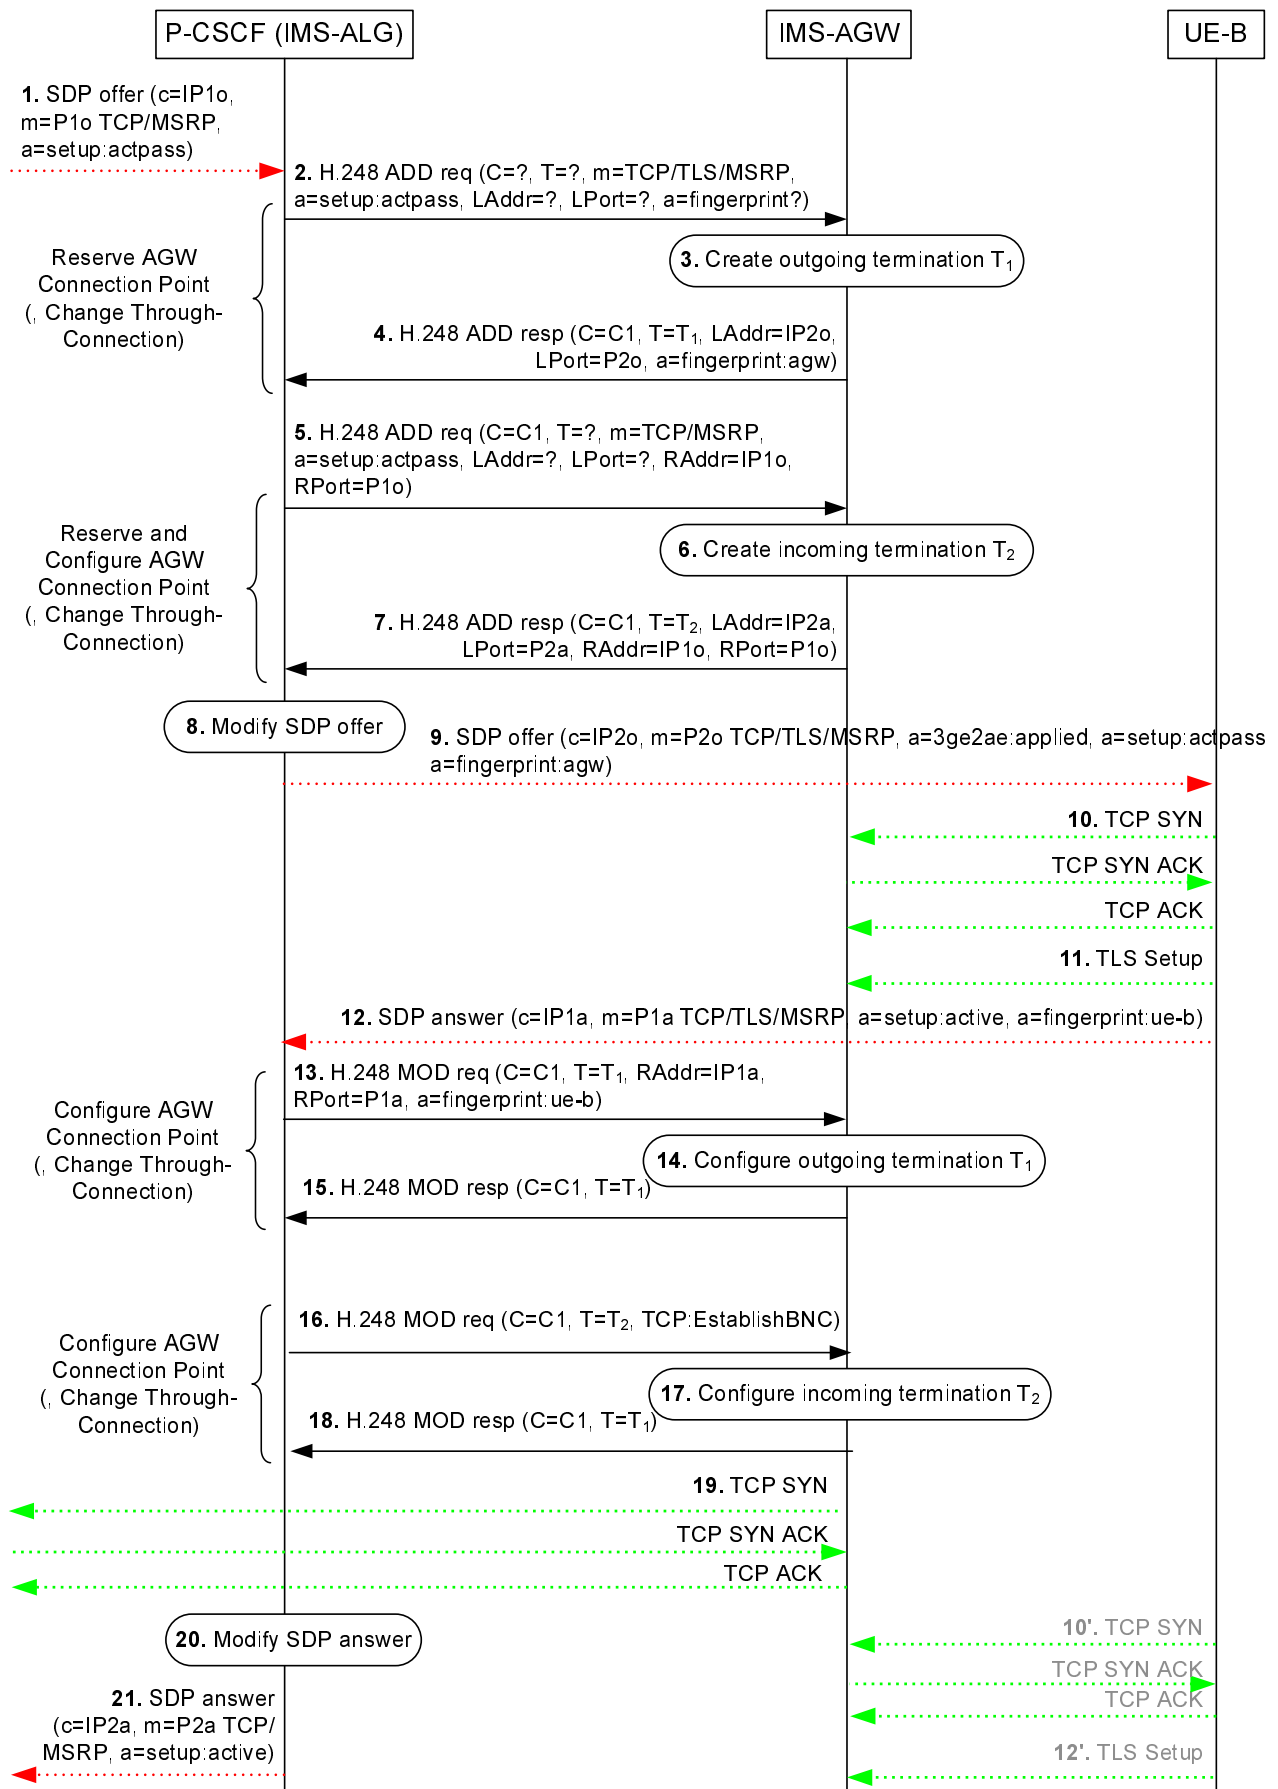 P-CSCF (IMS-ALG)
IMS-AGW
UE-B
1. SDP offer (c=IP1o,
m=P1o TCP/MSRP,
a=setup:actpass)
2. H.248 ADD req (C=?, T=?, m=TCP/TLS/MSRP,
a=setup:actpass, LAddr=?, LPort=?, a=fingerprint?)
Reserve AGW
Connection Point
(, Change Through-
Connection)
3. Create outgoing termination T1
4. H.248 ADD resp (C=C1, T=T1, LAddr=IP2o,
LPort=P2o, a=fingerprint:agw)
5. H.248 ADD req (C=C1, T=?, m=TCP/MSRP,
a=setup:actpass, LAddr=?, LPort=?, RAddr=IP1o,
RPort=P1o)
Reserve and
Configure AGW
Connection Point
(, Change Through-
Connection)
6. Create incoming termination T2
7. H.248 ADD resp (C=C1, T=T2, LAddr=IP2a,
LPort=P2a, RAddr=IP1o, RPort=P1o)
8. Modify SDP offer
9. SDP offer (c=IP2o, m=P2o TCP/TLS/MSRP, a=3ge2ae:applied, a=setup:actpass
a=fingerprint:agw)
10. TCP SYN
TCP SYN ACK
TCP ACK
11. TLS Setup
12. SDP answer (c=IP1a, m=P1a TCP/TLS/MSRP, a=setup:active, a=fingerprint:ue-b)
13. H.248 MOD req (C=C1, T=T1, RAddr=IP1a,
RPort=P1a, a=fingerprint:ue-b)
Configure AGW
Connection Point
(, Change Through-
Connection)
14. Configure outgoing termination T1
15. H.248 MOD resp (C=C1, T=T1)
16. H.248 MOD req (C=C1, T=T2, TCP:EstablishBNC)
Configure AGW
Connection Point
(, Change Through-
Connection)
17. Configure incoming termination T2
18. H.248 MOD resp (C=C1, T=T1)
19. TCP SYN
TCP SYN ACK
TCP ACK
20. Modify SDP answer
10'. TCP SYN
TCP SYN ACK
TCP ACK
21. SDP answer
(c=IP2a, m=P2a TCP/
MSRP, a=setup:active)
12'. TLS Setup